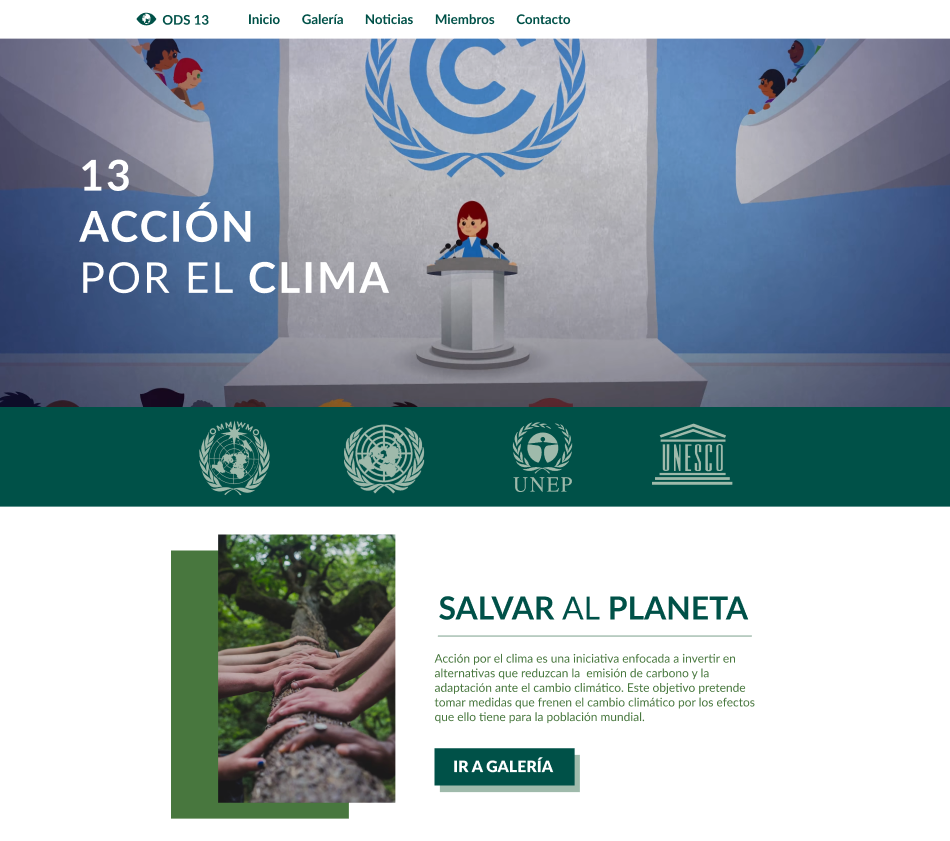 ODS 13
Inicio Galería Noticias Miembros Contacto
13
ACCIÓN
POR EL CLIMA
OMM WMO
UNEP
UNESCO
SALVAR AL PLANETA
Acción por el clima es una iniciativa enfocada a invertir en
alternativas que reduzcan la emisión de carbono y la
adaptación ante el cambio climático. Este objetivo pretende
tomar medidas que frenen el cambio climático por los efectos
que ello tiene para la población mundial.
IR A GALERÍA